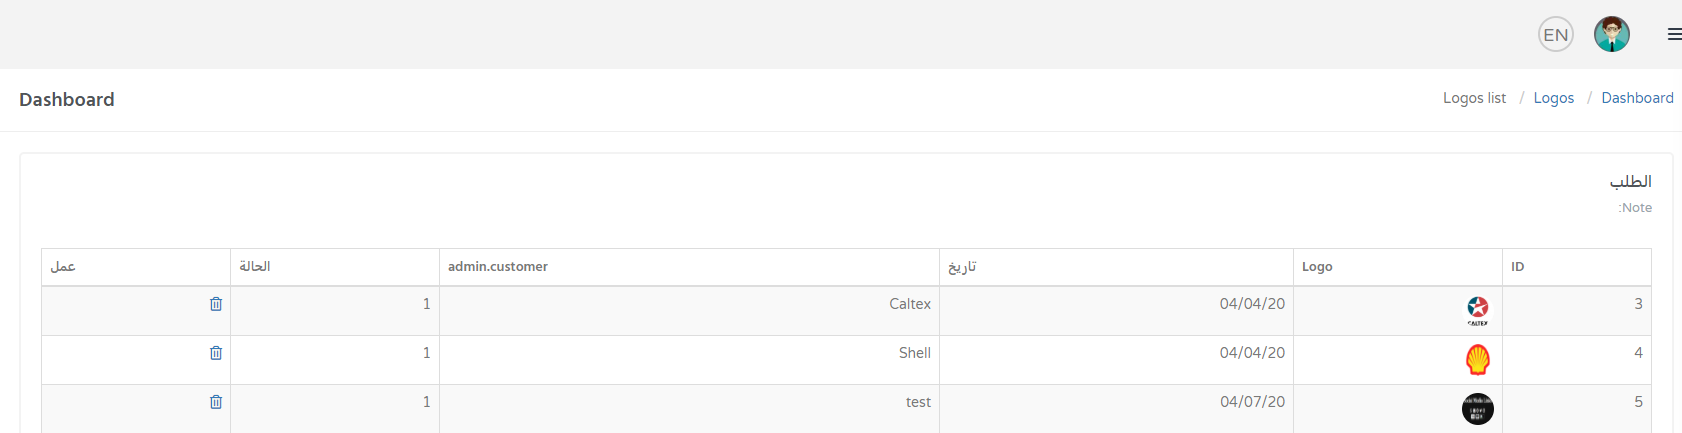 EN
Dashboard
Logos list / Logos / Dashboard
الطلب
:Note
ID Logo تاريخ admin.customer الحالة عمل
3 CALTEX 04/04/20 Caltex 1
4 04/04/20 Shell 1
5 04/07/20 test 1